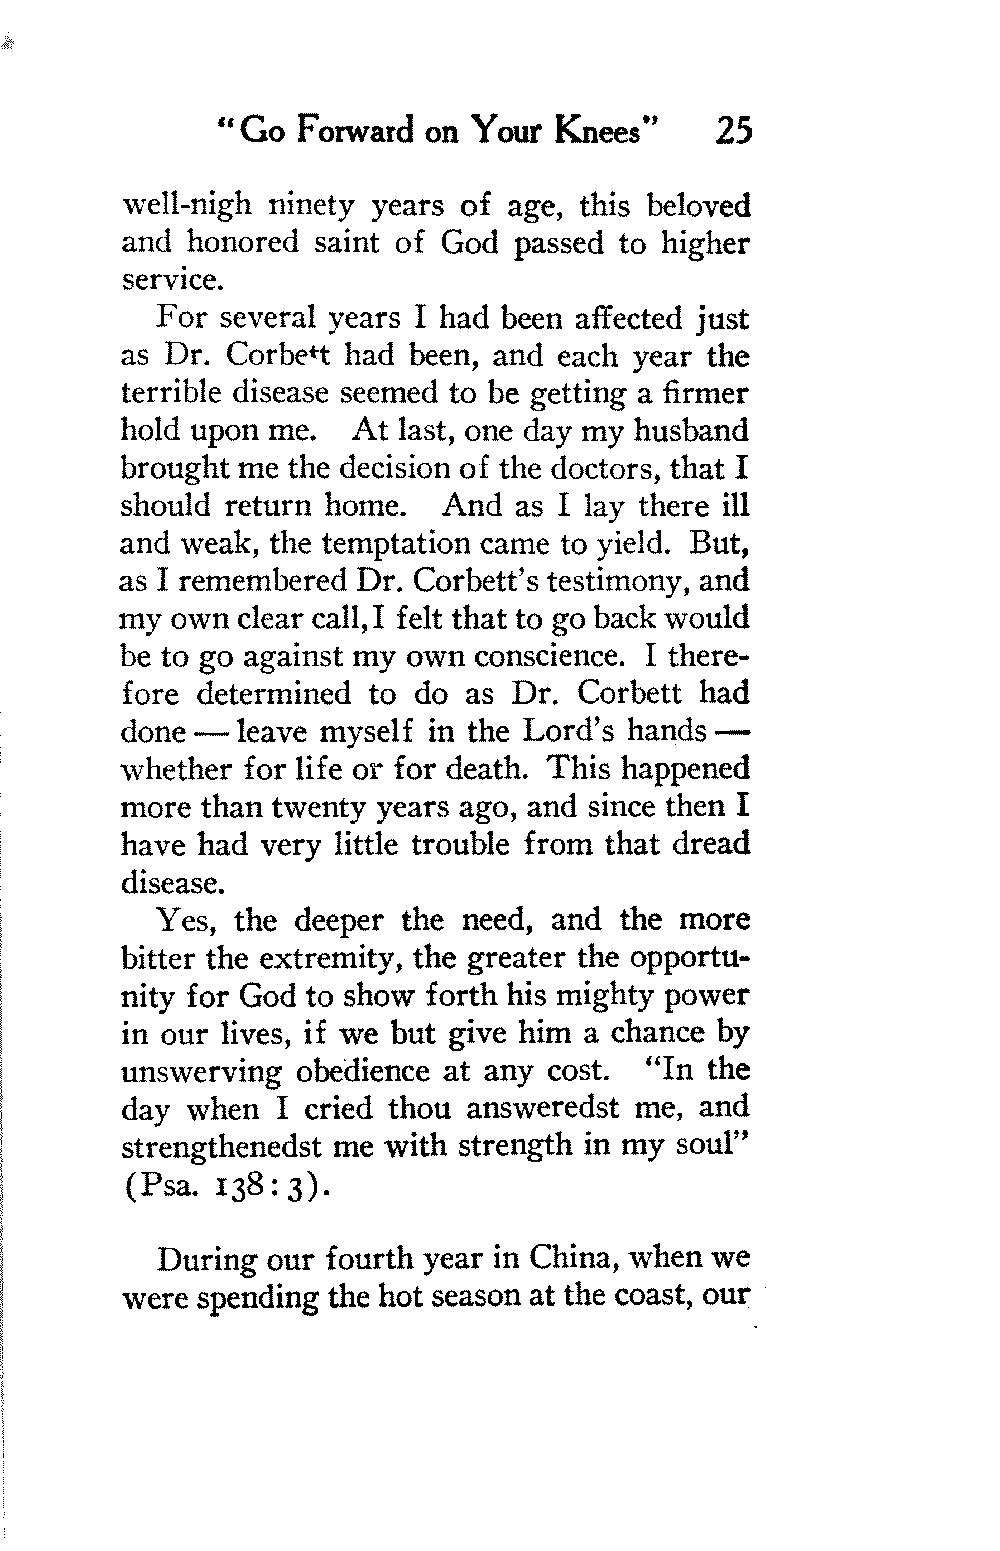 "Go Forward on Your Knees" 25
well-nigh ninety years of age, this beloved
and honored saint of God passed to higher
service.
For several years I had been affected just
as Dr. Corbett had been, and each year the
terrible disease seemed to be getting a firmer
hold upon me. At last, one day my husband
brought me the decision of the doctors, that I
should return home. And as I lay there ill
and weak, the temptation came to yield. But,
as I remembered Dr. Corbett's testimony, and
my own clear call, I felt that to go back would
be to go against my own conscience. I there-
fore determined to do as Dr. Corbett had
done — leave myself in the Lord's hands —
whether for life or for death. This happened
more than twenty years ago, and since then I
have had very little trouble from that dread
disease.
Yes, the deeper the need, and the more
bitter the extremity, the greater the opportu-
nity for God to show forth his mighty power
in our lives, if we but give him a chance by
unswerving obedience at any cost. "In the
day when I cried thou answeredst me, and
strengthenedst me with strength in my soul"
(Psa. 138: 3).
During our fourth year in China, when we
were spending the hot season at the coast, our